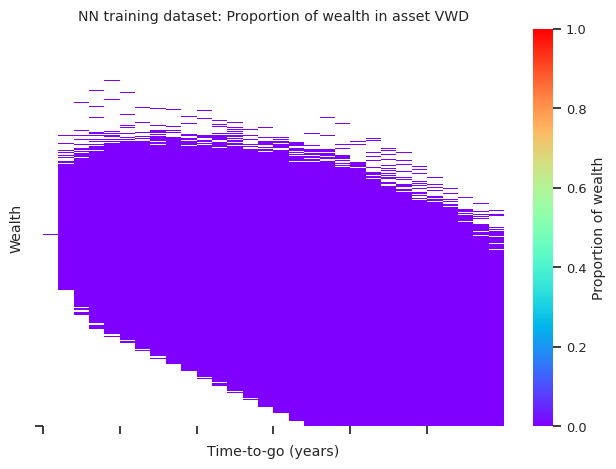 NN training dataset: Proportion of wealth in asset VWD
Wealth
Time-to-go (years)
1.0
0.8
0.6
0.4
0.2
0.0
Proportion of wealth